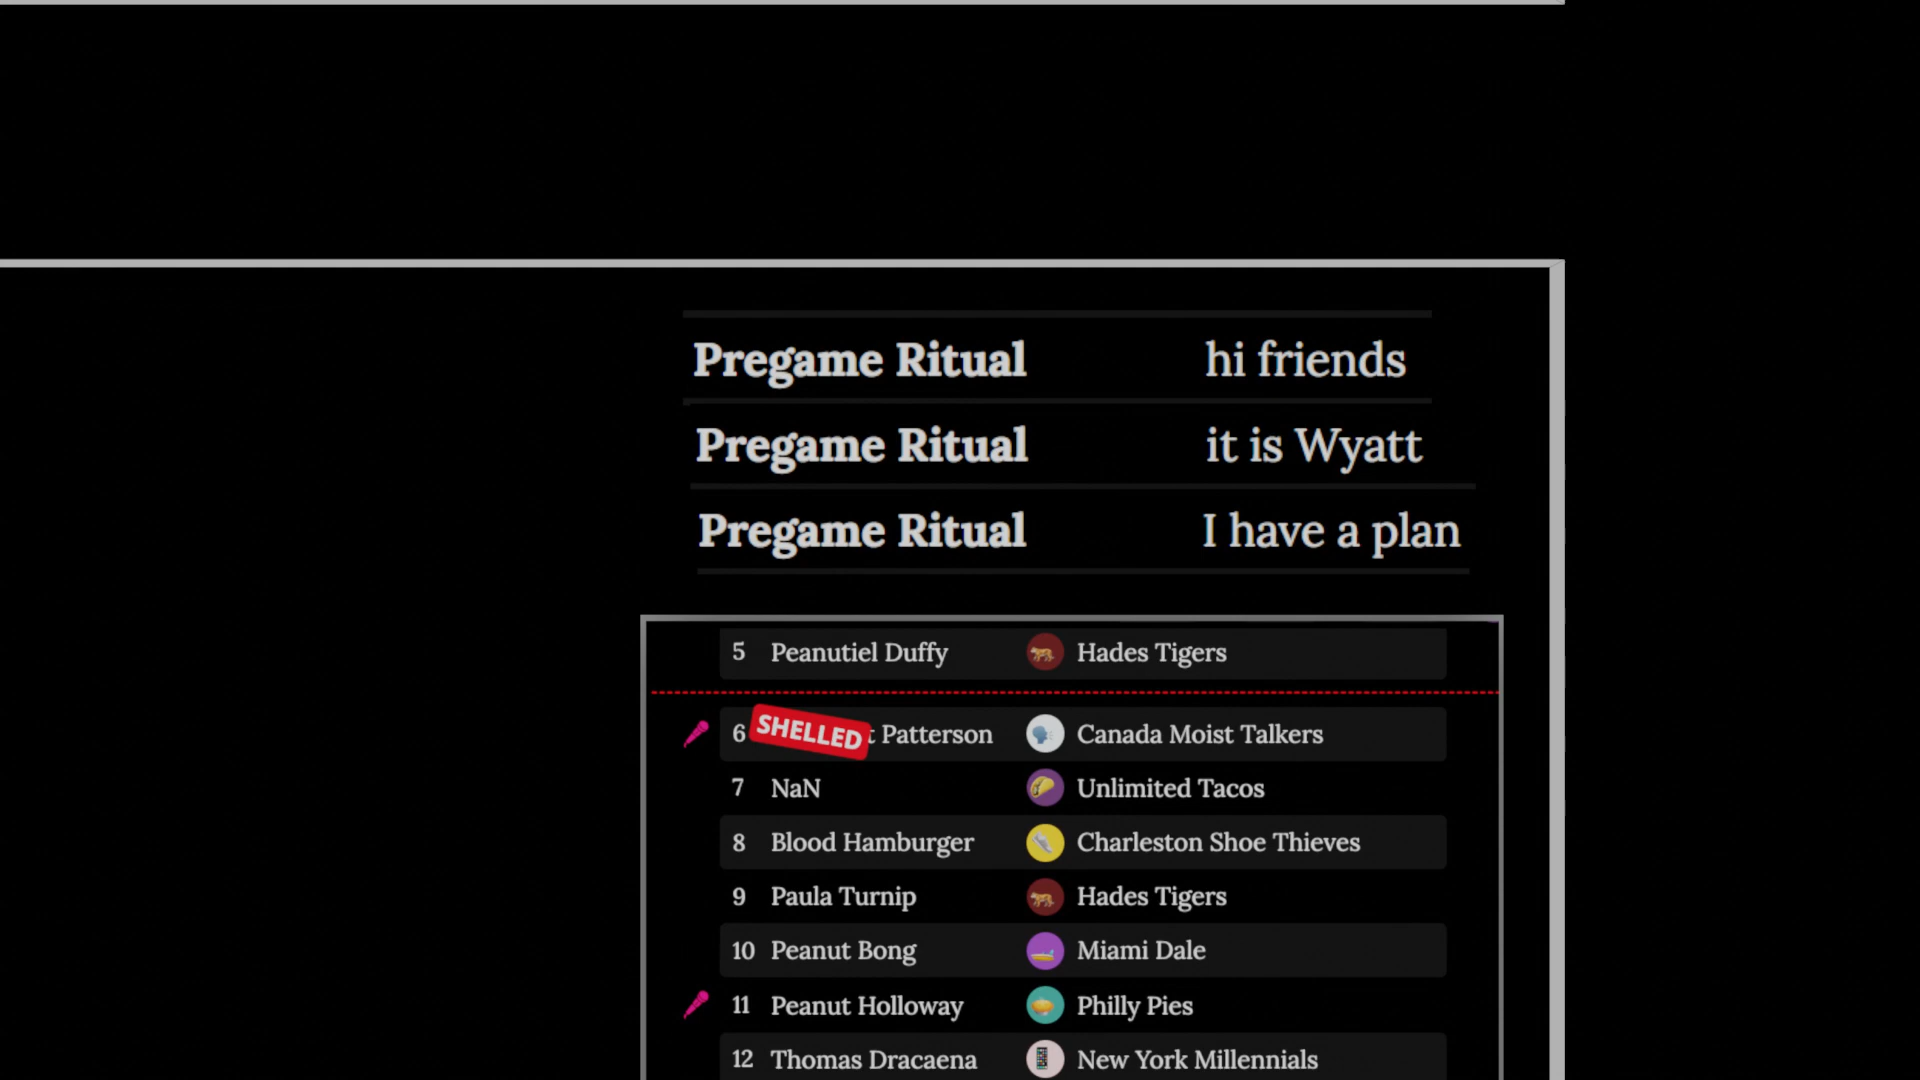 Pregame Ritual hi friends
Pregame Ritual it is Wyatt
Pregame Ritual I have a plan
5 Peanutiel Duffy Hades Tigers
6 SHELLED t Patterson Canada Moist Talkers
7 NaN Unlimited Tacos
8 Blood Hamburger Charleston Shoe Thieves
9 Paula Turnip Hades Tigers
10 Peanut Bong Miami Dale
11 Peanut Holloway Philly Pies
12 Thomas Dracaena New York Millennials